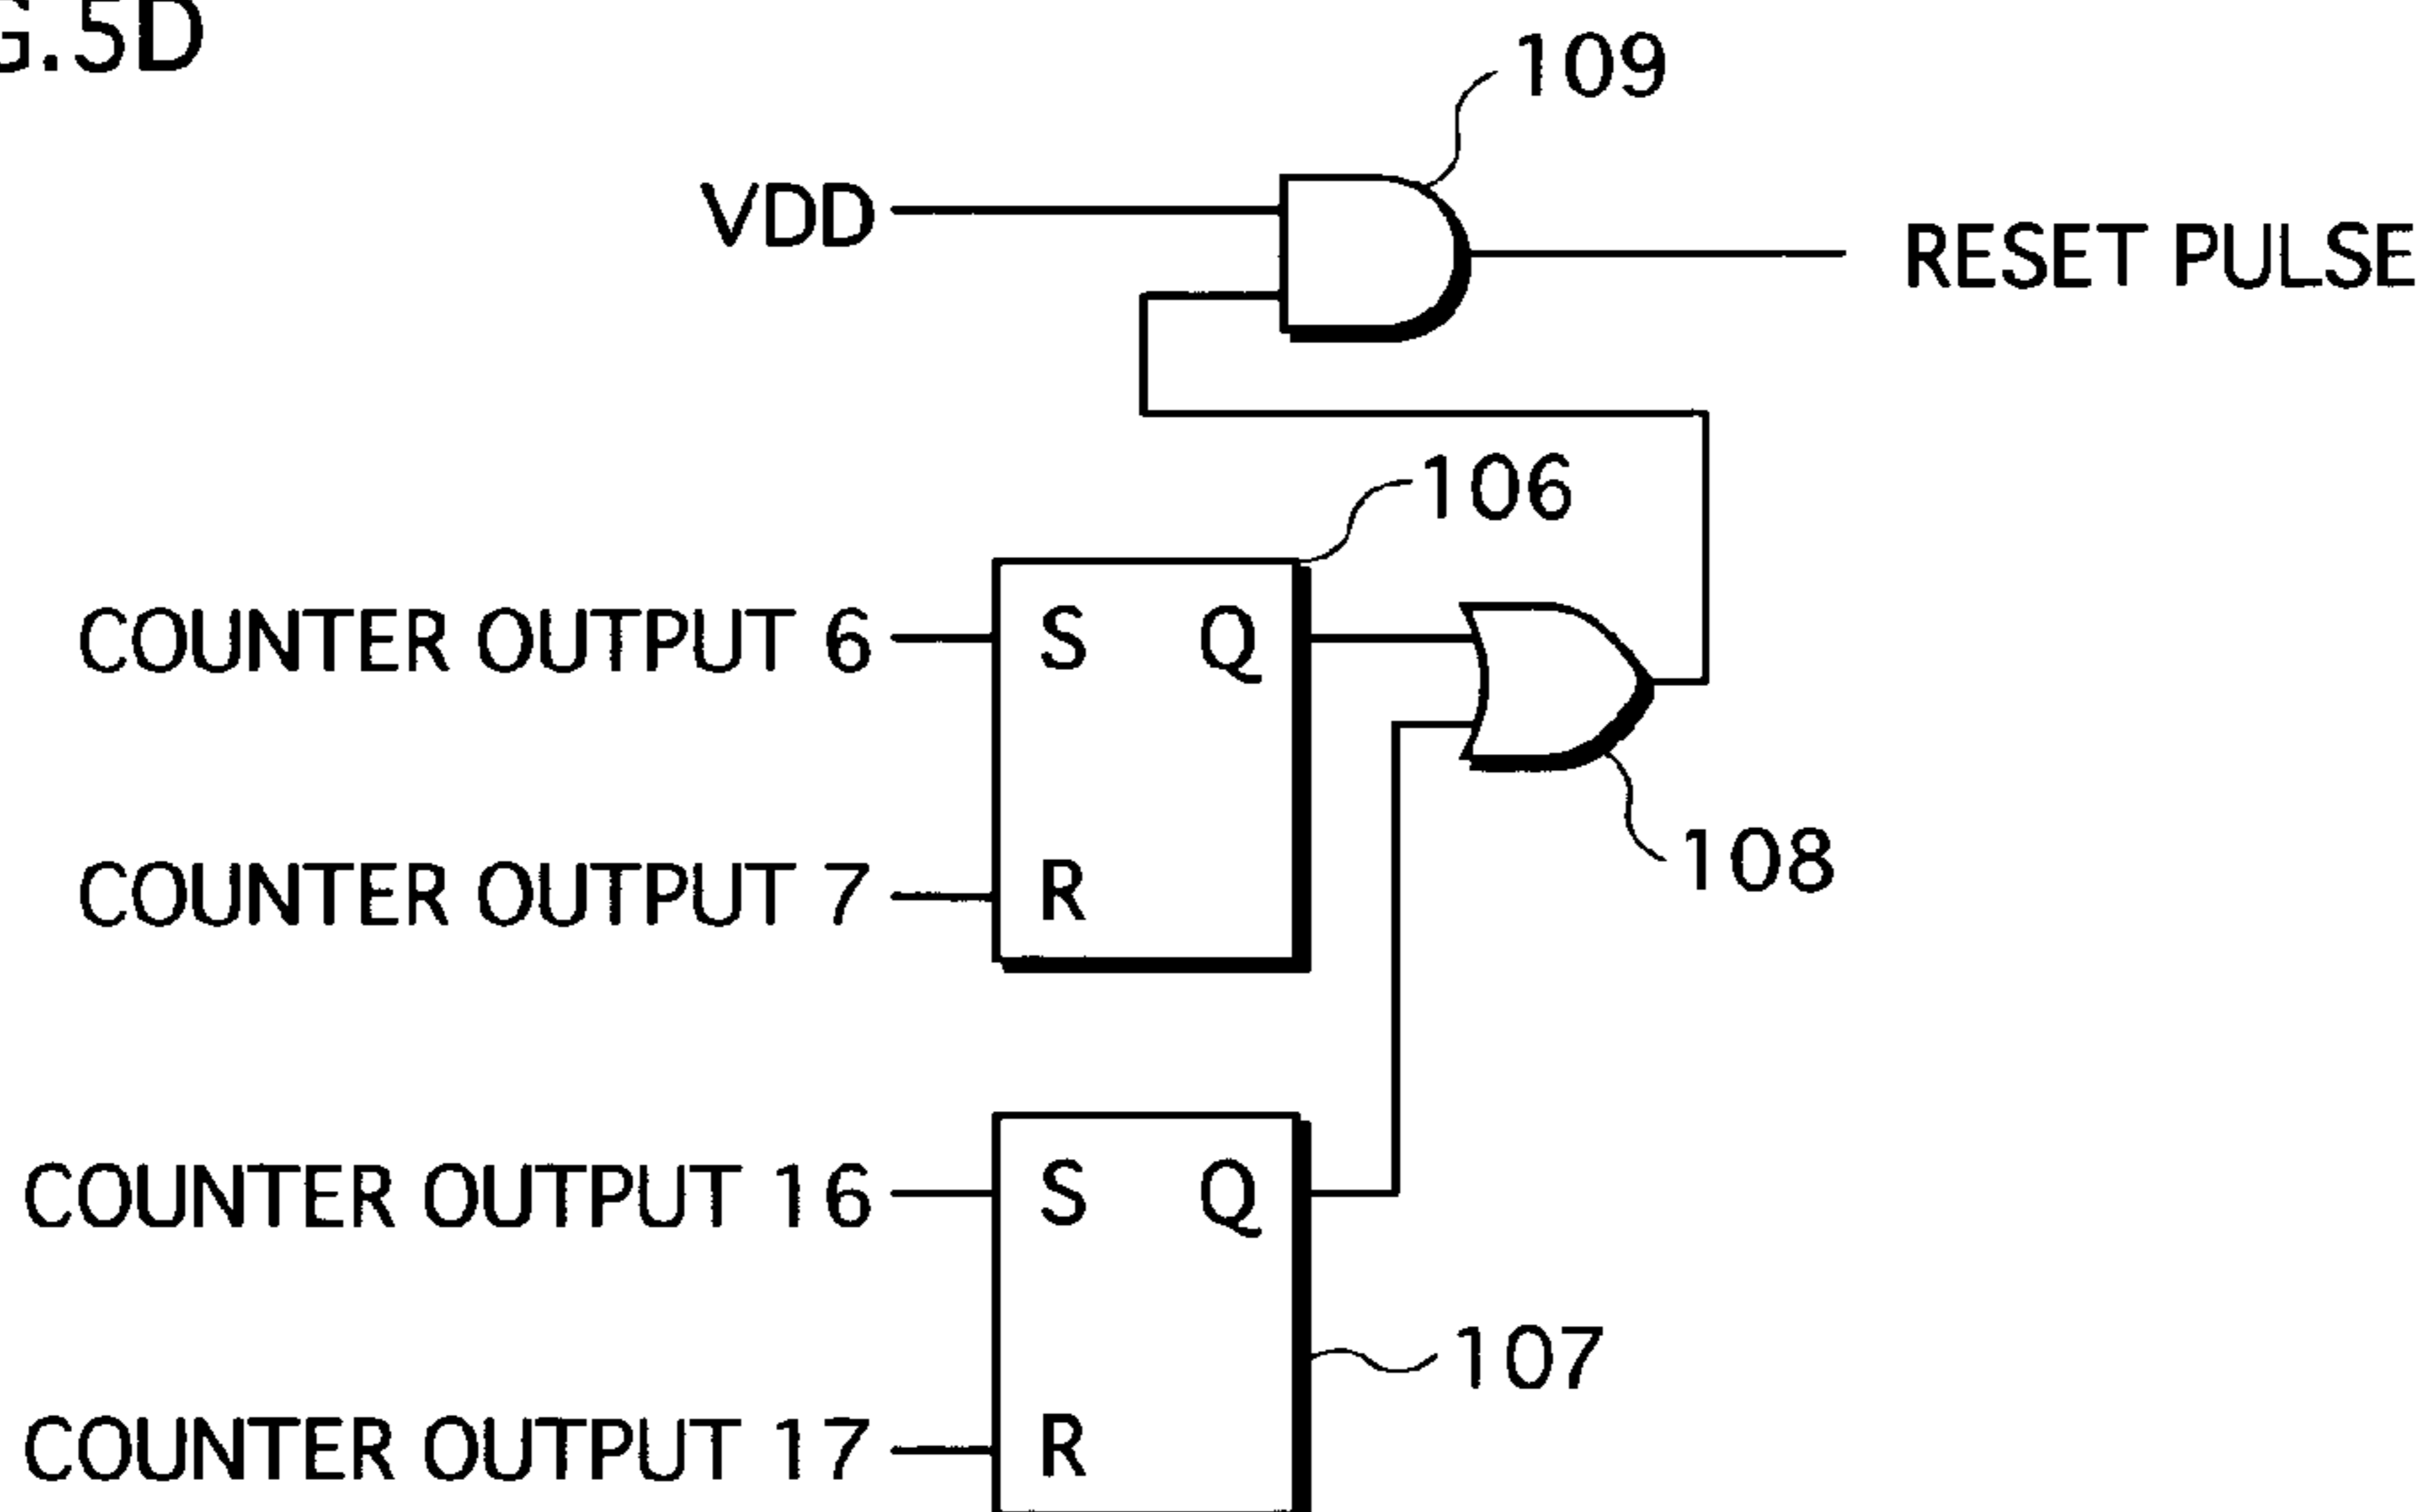 G.5D
109
VDD
RESET PULSE
106
COUNTER OUTPUT 6
S Q
COUNTER OUTPUT 7
R
108
COUNTER OUTPUT 16
S Q
107
COUNTER OUTPUT 17
R